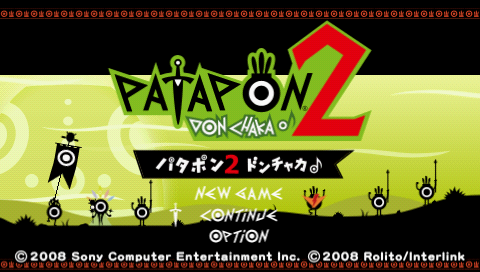 PATAPON® 2
DON CHAKA♪
パタポン2 ドンチャカ♪
NEW GAME
CONTINUE
OPTION
©2008 Sony Computer Entertainment Inc. ©2008 Rolito/Interlink